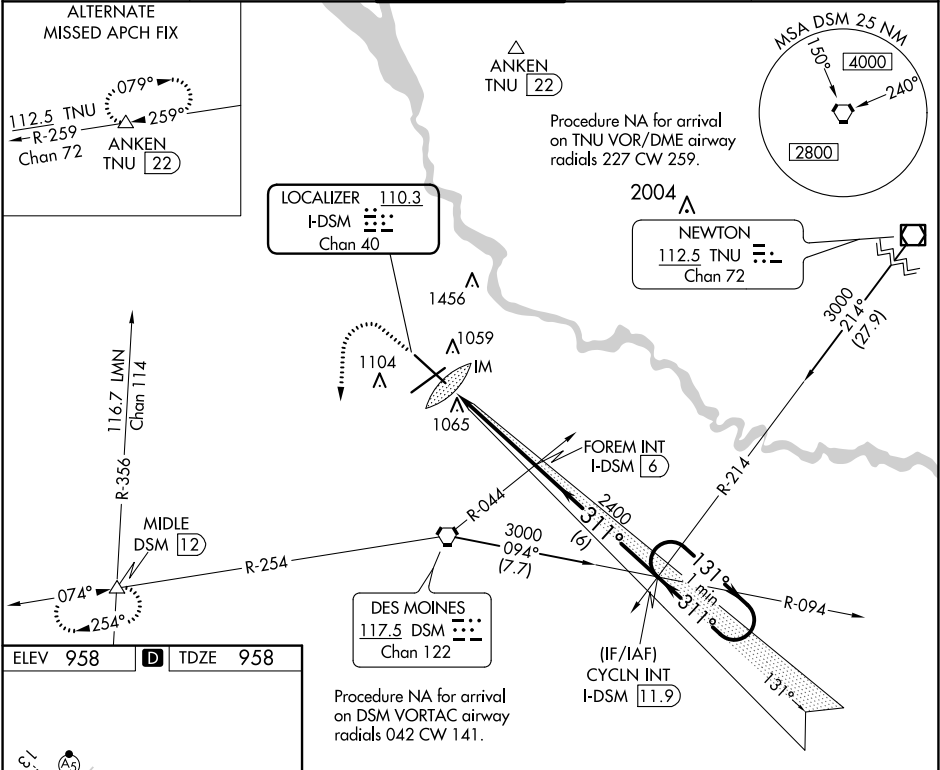 ALTERNATE
MISSED APCH FIX
079°
112.5 TNU
259°
R-259
Chan 72
ANKEN
TNU 22
ANKEN
TNU 22
Procedure NA for arrival
on TNU VOR/DME airway
radials 227 CW 259.
MSA DSM 25 NM
150°
4000
240°
2800
LOCALIZER 110.3
I-DSM
Chan 40
2004
NEWTON
112.5 TNU
Chan 72
1456
1059
1104
IM
1065
3000
214°
(27.9)
116.7 LMN
Chan 114
R-356
FOREM INT
I-DSM 6
R-214
R-044
2400
311°
(6)
MIDLE
DSM 12
R-254
3000
094°
(7.7)
131°
1 min
311°
R-094
074°
254°
DES MOINES
117.5 DSM
Chan 122
(IF/IAF)
CYCLN INT
I-DSM 11.9
131°
ELEV 958 D TDZE 958
Procedure NA for arrival
on DSM VORTAC airway
radials 042 CW 141.
A5